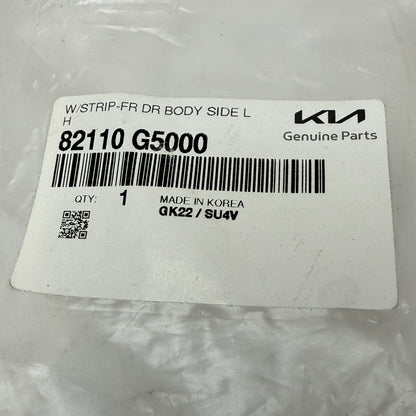 W/STRIP-FR DR BODY SIDE L
H
KIA
Genuine Parts
82110 G5000
QTY: 1
MADE IN KOREA
GK22 / SU4V